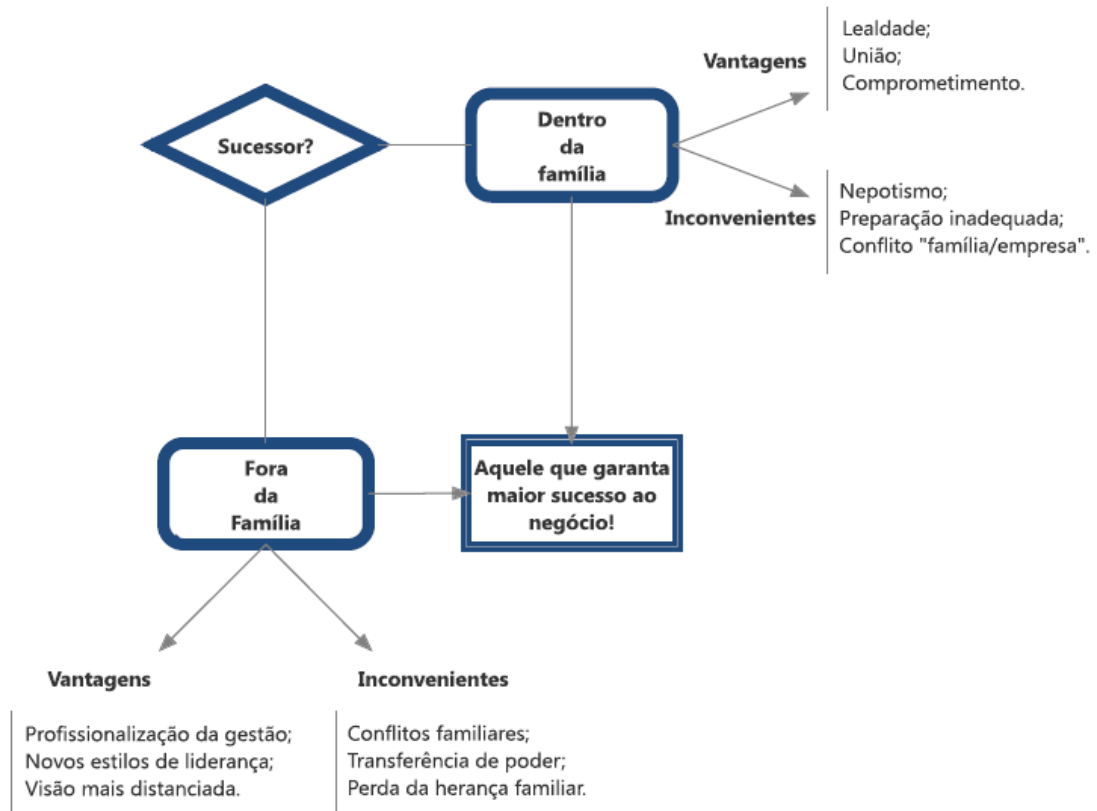 Sucessor?
Dentro
da
família
Vantagens
Lealdade;
União;
Comprometimento.
Inconvenientes
Nepotismo;
Preparação inadequada;
Conflito "família/empresa".
Fora
da
Família
Aquele que garanta
maior sucesso ao
negócio!
Vantagens
Profissionalização da gestão;
Novos estilos de liderança;
Visão mais distanciada.
Inconvenientes
Conflitos familiares;
Transferência de poder;
Perda da herança familiar.